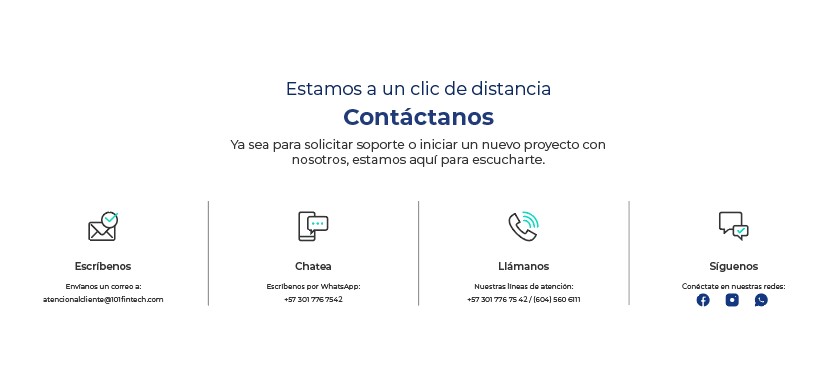 Estamos a un clic de distancia
Contáctanos
Ya sea para solicitar soporte o iniciar un nuevo proyecto con
nosotros, estamos aquí para escucharte.
Escríbenos
Envíanos un correo a:
atencionalcliente@101fintech.com
Chatea
Escríbenos por WhatsApp:
+57 301 776 7542
Llámanos
Nuestras líneas de atención:
+57 301 776 75 42 / (604) 560 6111
Síguenos
Conéctate en nuestras redes: